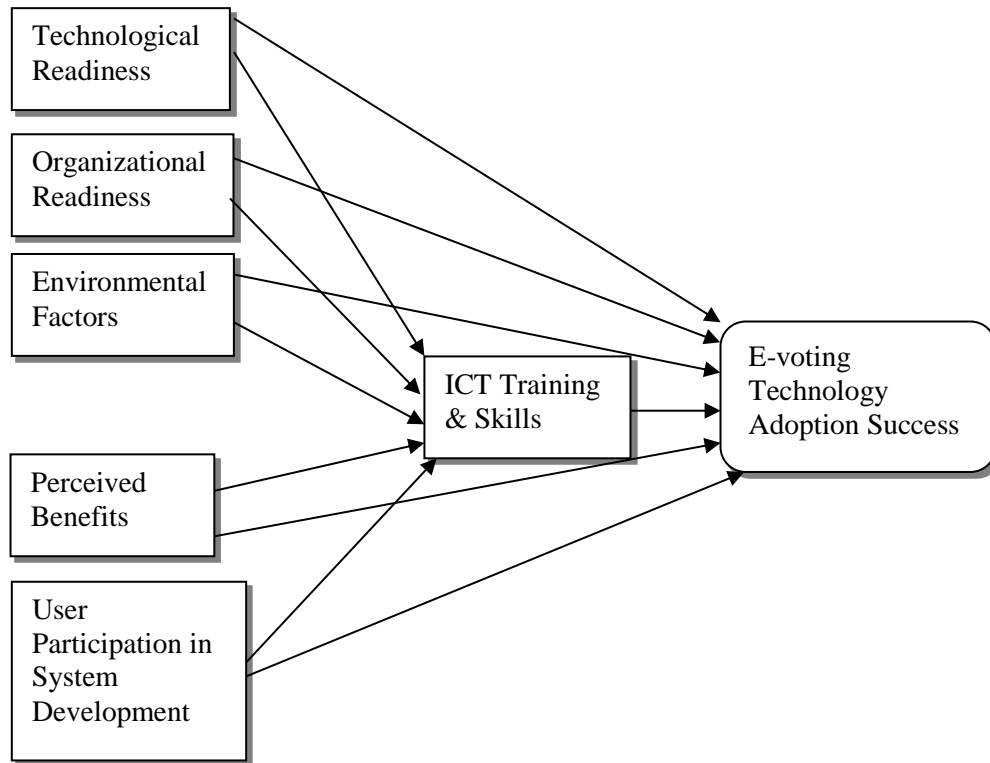 Technological
Readiness
Organizational
Readiness
Environmental
Factors
ICT Training
& Skills
E-voting
Technology
Adoption Success
Perceived
Benefits
User
Participation in
System
Development